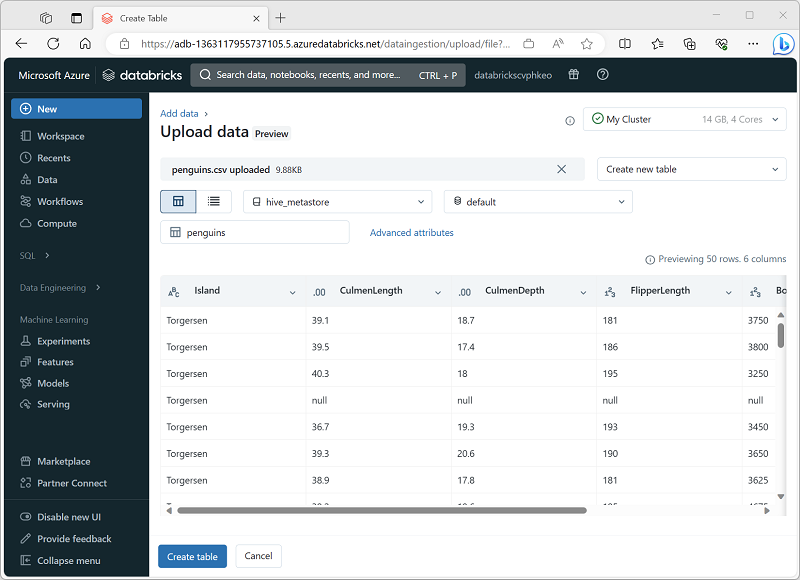 Create Table
https://adb-1363117955737105.5.azuredatabricks.net/dataingestion/upload/file?...
Microsoft Azure databricks Search data, notebooks, recents, and more... CTRL + P databrickscvphkeo
New
Workspace
Recents
Data
Workflows
Compute
SQL
Data Engineering
Machine Learning
Experiments
Features
Models
Serving
Marketplace
Partner Connect
Disable new UI
Provide feedback
Collapse menu
Add data
Upload data Preview
My Cluster 14 GB, 4 Cores
penguins.csv uploaded 9.88KB
Create new table
hive_metastore
default
penguins
Advanced attributes
Previewing 50 rows. 6 columns
Island .00 CulmenLength .00 CulmenDepth 123 FlipperLength 123 Bo
Torgersen 39.1 18.7 181 3750
Torgersen 39.5 17.4 186 3800
Torgersen 40.3 18 195 3250
Torgersen null null null null
Torgersen 36.7 19.3 193 3450
Torgersen 39.3 20.6 190 3650
Torgersen 38.9 17.8 181 3625
Create table
Cancel